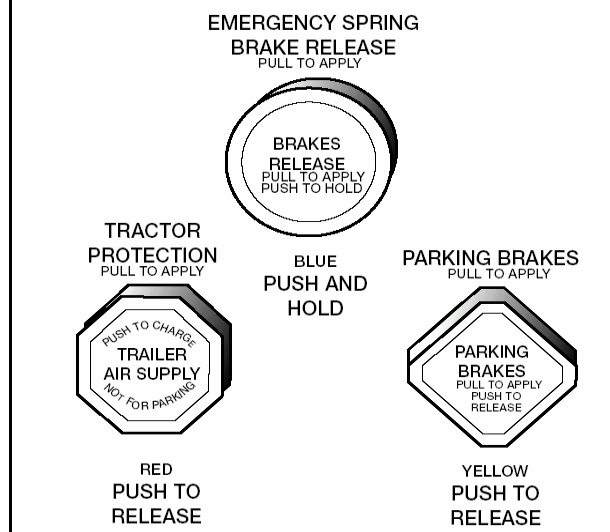 EMERGENCY SPRING
BRAKE RELEASE
PULL TO APPLY
BRAKES
RELEASE
PULL TO APPLY
PUSH TO HOLD
BLUE
PUSH AND
HOLD
TRACTOR
PROTECTION
PULL TO APPLY
PUSH TO CHARGE
TRAILER
AIR SUPPLY
NOT FOR PARKING
RED
PUSH TO
RELEASE
PARKING BRAKES
PULL TO APPLY
PARKING
BRAKES
PULL TO APPLY
PUSH TO
RELEASE
YELLOW
PUSH TO
RELEASE